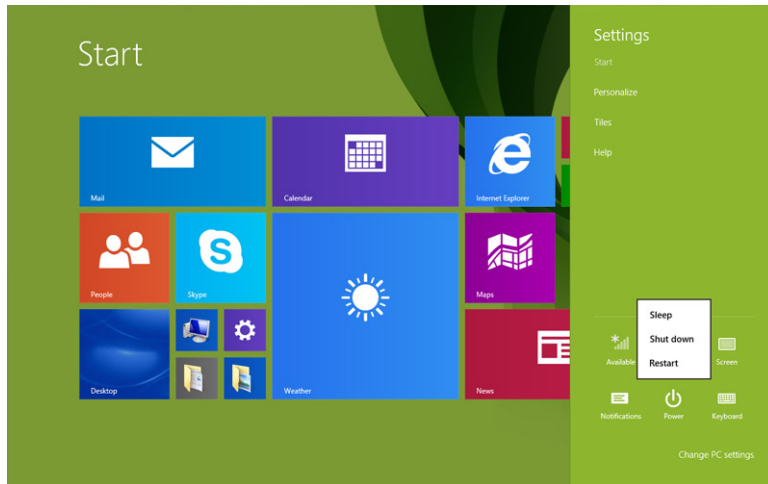 Start
Mail
Calendar
Internet Explorer
People
Skype
Maps
Desktop
Weather
News
Settings
Start
Personalize
Tiles
Help
Sleep
Shut down
Restart
Available
Screen
Notifications
Power
Keyboard
Change PC settings